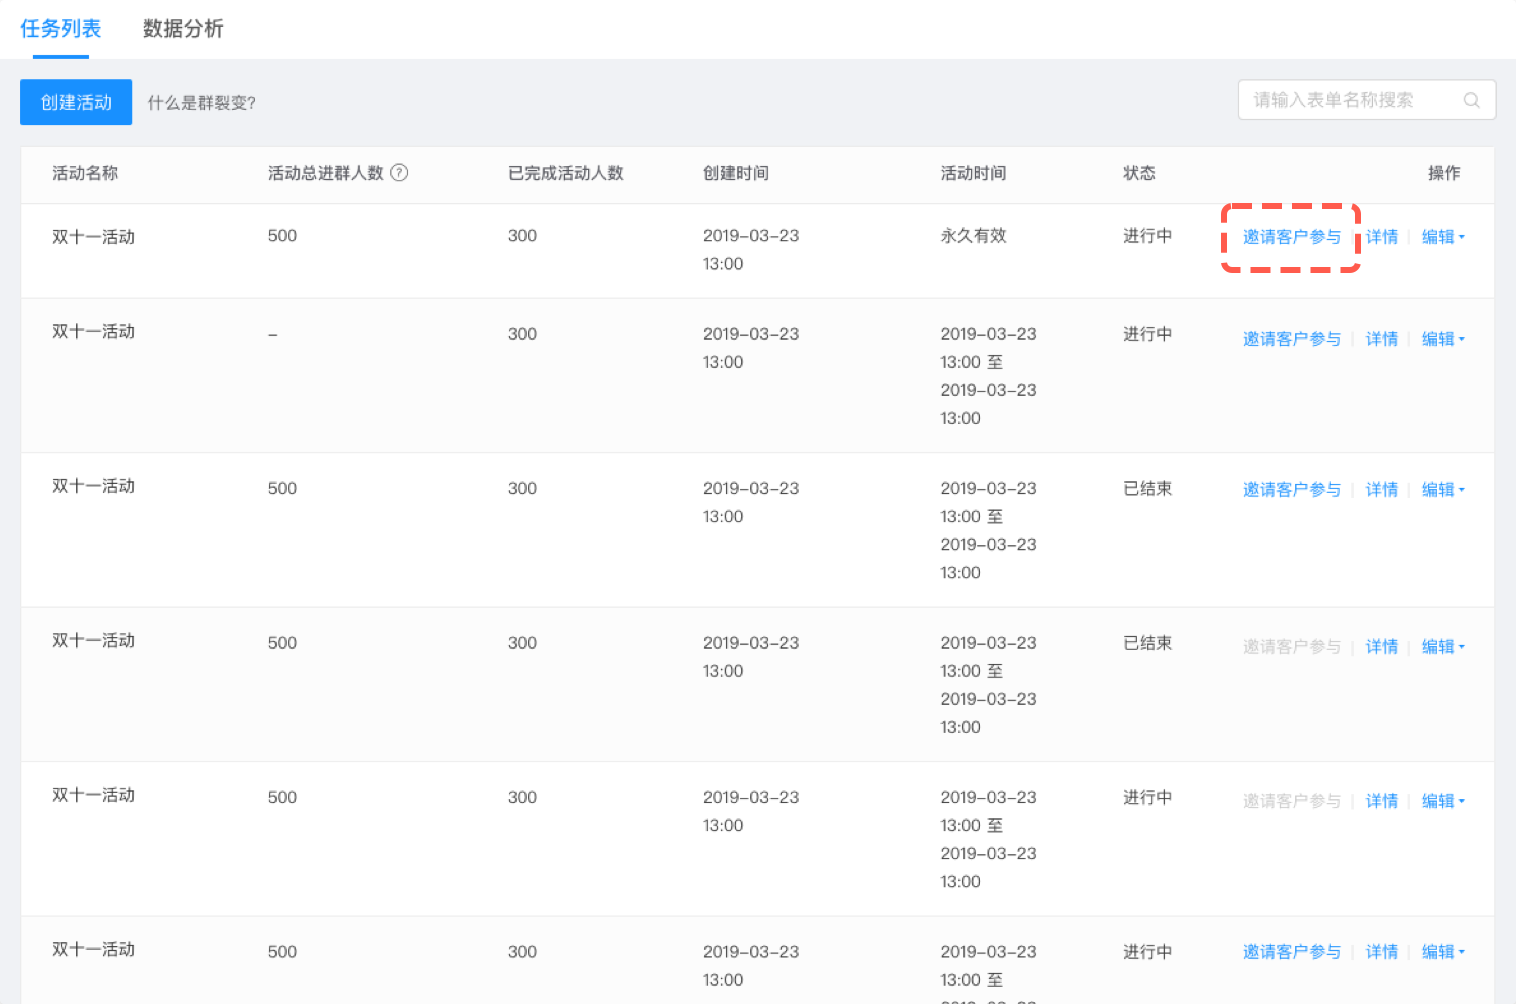 任务列表 数据分析
创建活动 什么是群裂变? 请输入表单名称搜索
活动名称 活动总进群人数 ? 已完成活动人数 创建时间 活动时间 状态 操作
双十一活动 500 300 2019-03-23 永久有效 进行中 邀请客户参与 | 详情 | 编辑
13:00
双十一活动 - 300 2019-03-23 2019-03-23 进行中 邀请客户参与 | 详情 | 编辑
13:00 13:00 至
2019-03-23
13:00
双十一活动 500 300 2019-03-23 2019-03-23 已结束 邀请客户参与 | 详情 | 编辑
13:00 13:00 至
2019-03-23
13:00
双十一活动 500 300 2019-03-23 2019-03-23 已结束 邀请客户参与 | 详情 | 编辑
13:00 13:00 至
2019-03-23
13:00
双十一活动 500 300 2019-03-23 2019-03-23 进行中 邀请客户参与 | 详情 | 编辑
13:00 13:00 至
2019-03-23
13:00
双十一活动 500 300 2019-03-23 2019-03-23 进行中 邀请客户参与 | 详情 | 编辑
13:00 13:00 至